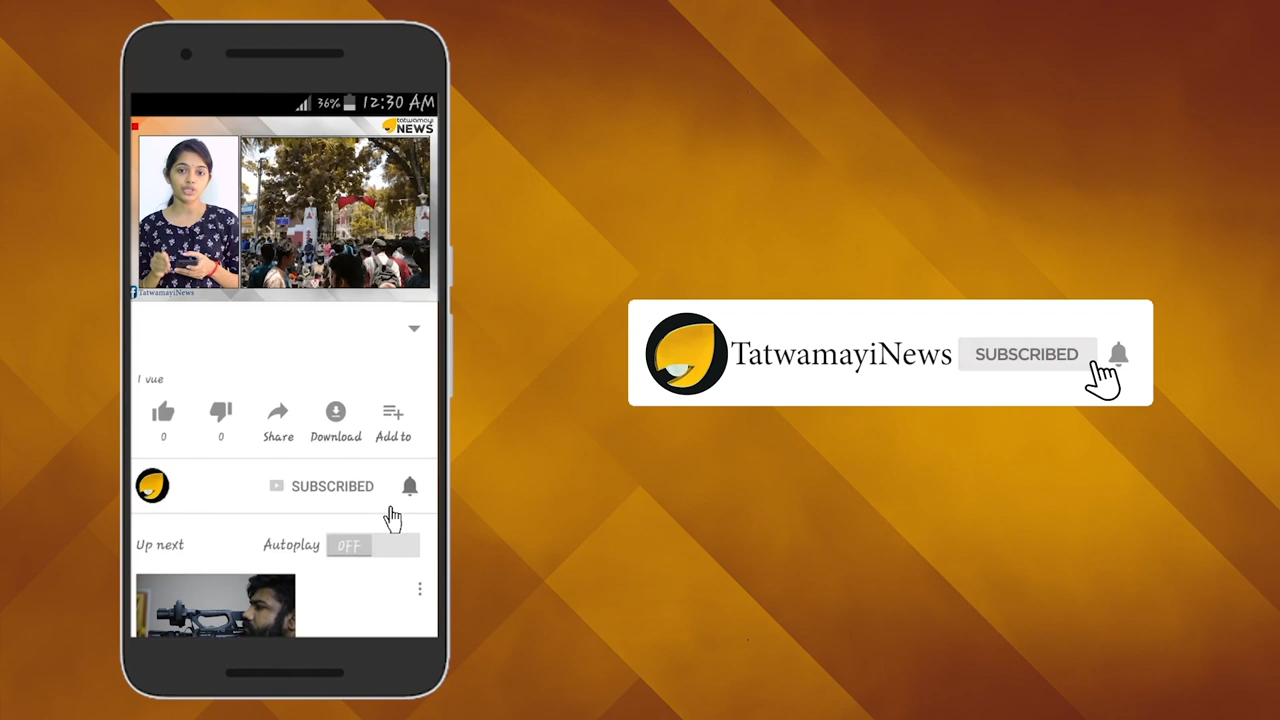 36% 12:30 AM
tatwamayi
NEWS
TatwamayiNews
1 vue
0 0 Share Download Add to
SUBSCRIBED
Up next Autoplay OFF
TatwamayiNews SUBSCRIBED